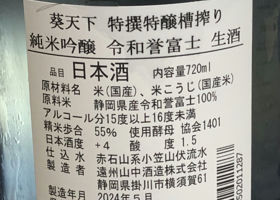 葵天下 特撰特醸槽搾り
純米吟醸 令和誉富士 生酒
品目 日本酒 内容量720ml
原材料名 米(国産)、米こうじ(国産米)
原料米 静岡県産令和誉富士100%
アルコール分15度以上16度未満
精米歩合 55% 使用酵母 協会1401
日本酒度 +4 酸度 1.5
仕込水 赤石山系小笠山伏流水
製造者 遠州山中酒造株式会社
静岡県掛川市横須賀61
製造年月 2024年5月
502011287